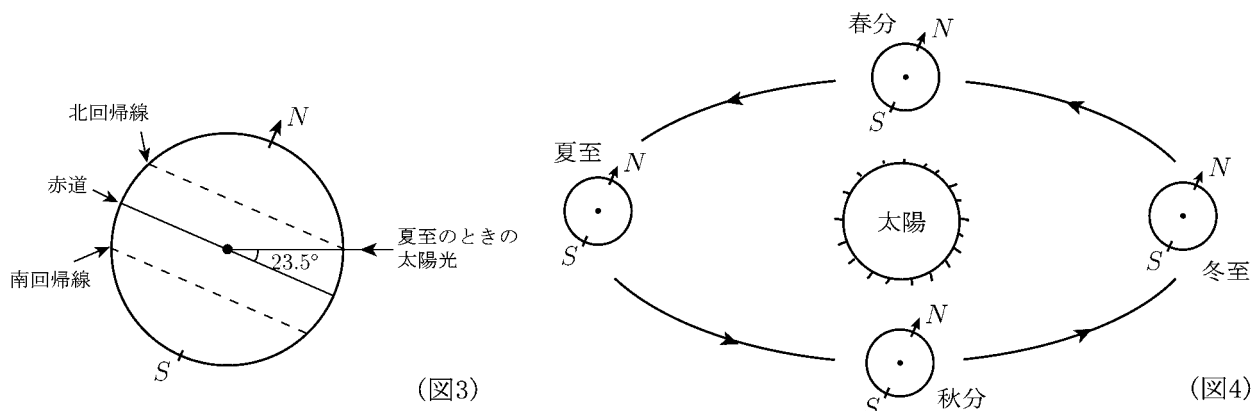 北回帰線
N
赤道
夏至のときの
太陽光
23.5°
南回帰線
S
(図3)
春分
N
S
夏至
N
S
太陽
N
S
冬至
N
S
秋分
(図4)